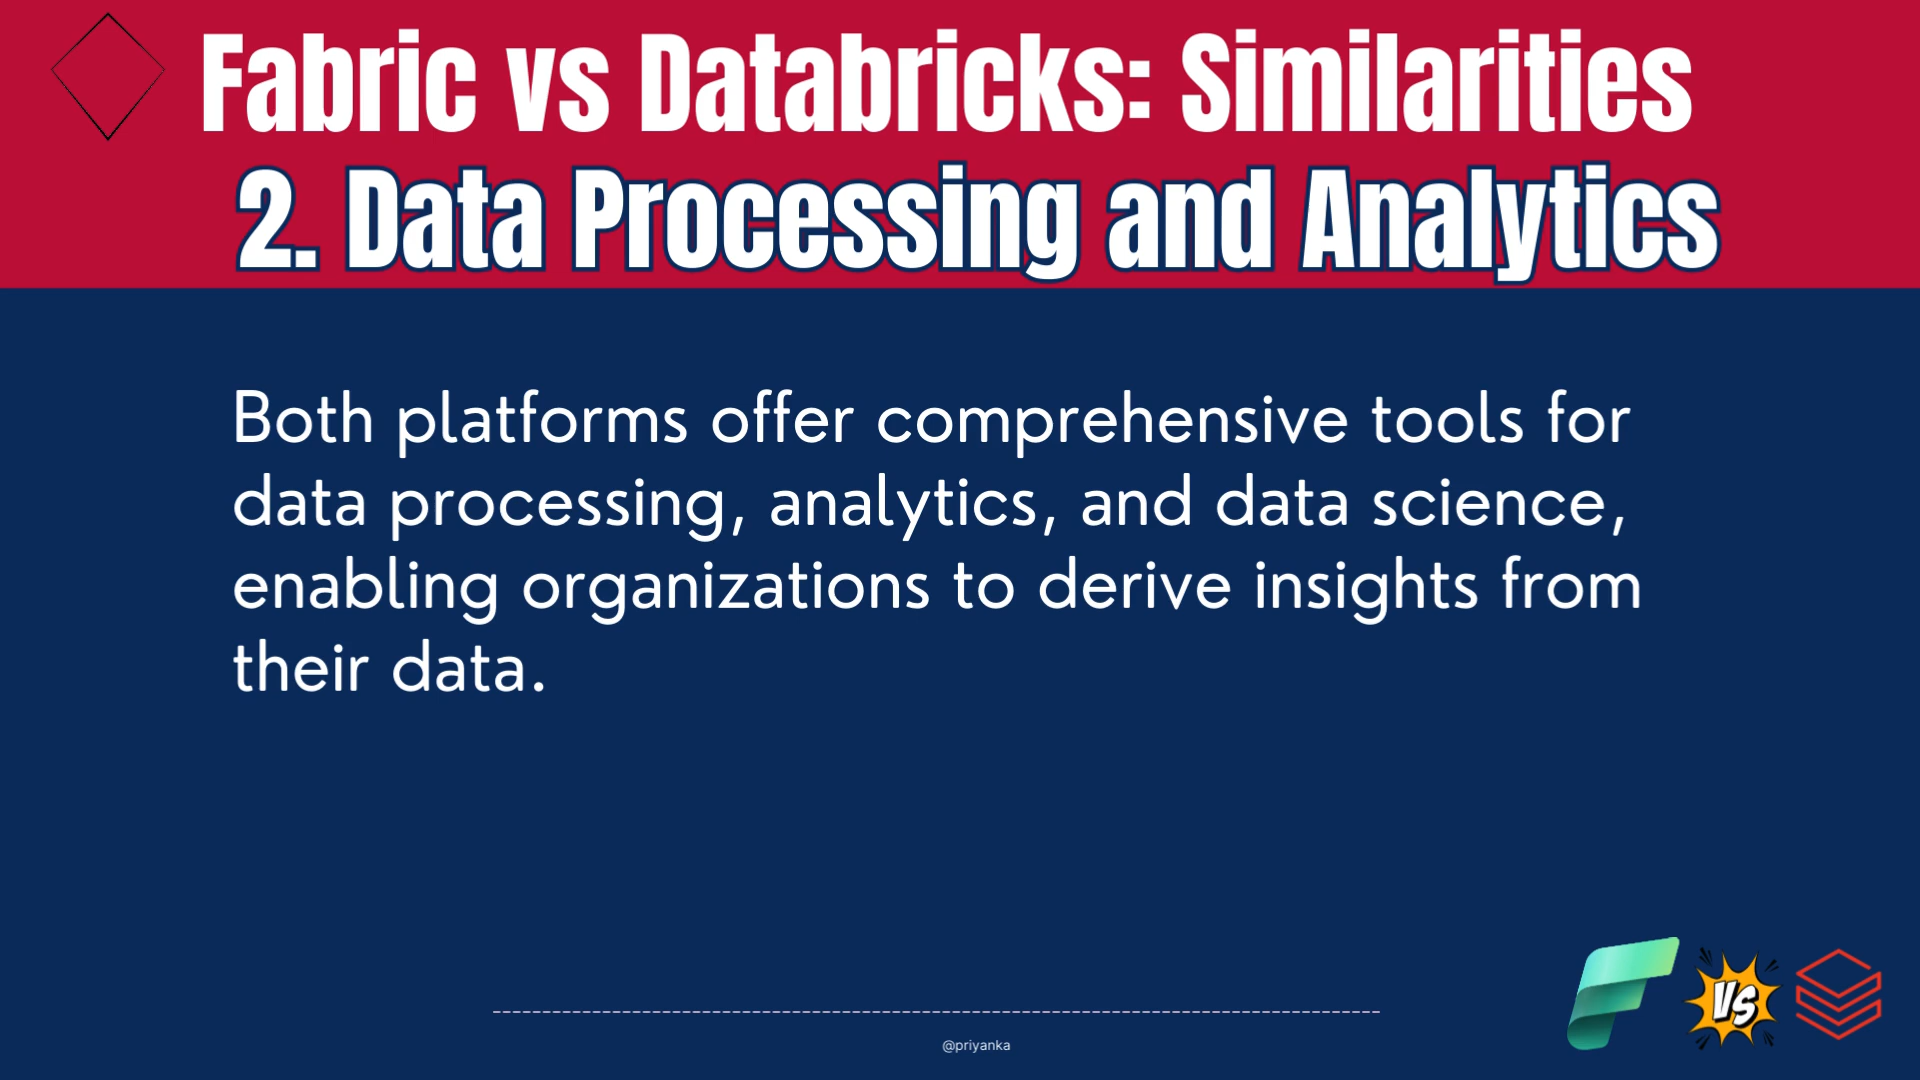 Fabric vs Databricks: Similarities
2. Data Processing and Analytics
Both platforms offer comprehensive tools for
data processing, analytics, and data science,
enabling organizations to derive insights from
their data.
VS
@priyanka